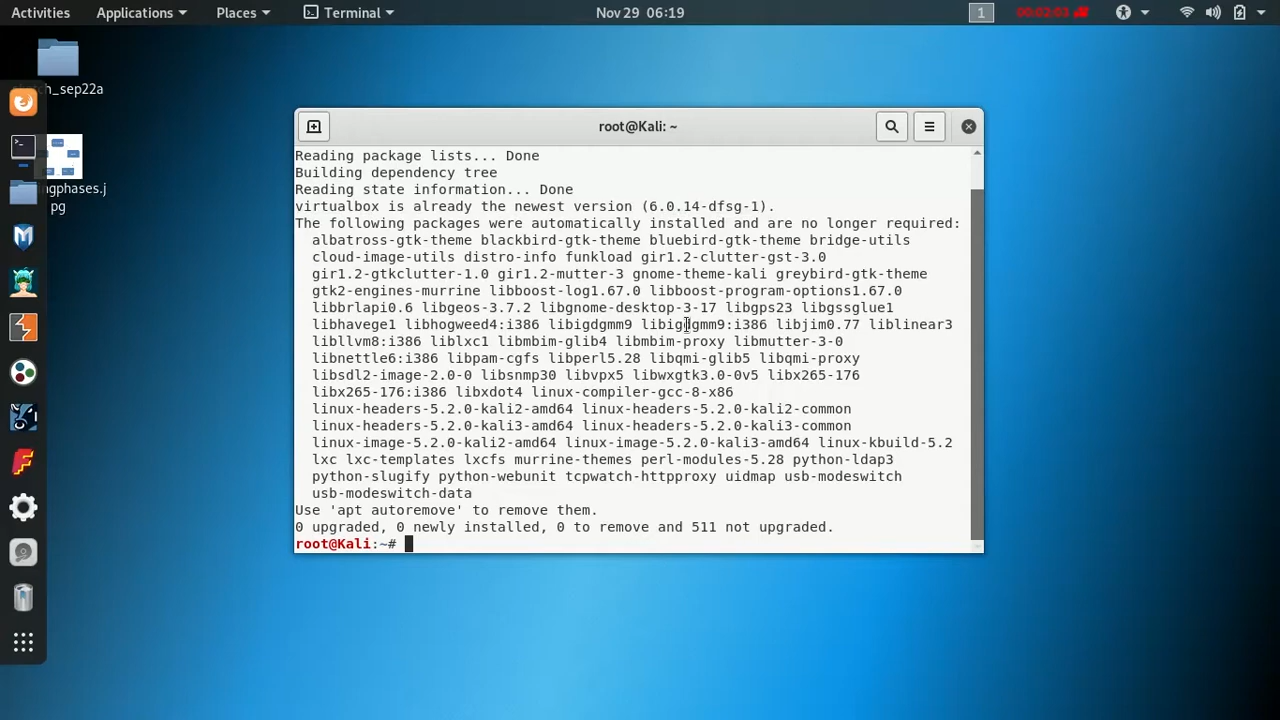 Activities Applications Places Terminal Nov 29 06:19 1 00:02:03
_sep22a
ngphases.j
pg
root@Kali: ~
Reading package lists... Done
Building dependency tree
Reading state information... Done
virtualbox is already the newest version (6.0.14-dfsg-1).
The following packages were automatically installed and are no longer required:
albatross-gtk-theme blackbird-gtk-theme bluebird-gtk-theme bridge-utils
cloud-image-utils distro-info funkload gir1.2-clutter-gst-3.0
gir1.2-gtkclutter-1.0 gir1.2-mutter-3 gnome-theme-kali greybird-gtk-theme
gtk2-engines-murrine libboost-log1.67.0 libboost-program-options1.67.0
libbrlapi0.6 libgeos-3.7.2 libgnome-desktop-3-17 libgps23 libgssglue1
libhavege1 libhogweed4:i386 libigdgmm9 libigdgmm9:i386 libjim0.77 liblinear3
libllvm8:i386 liblxc1 libmbim-glib4 libmbim-proxy libmutter-3-0
libnettle6:i386 libpam-cgfs libperl5.28 libqmi-glib5 libqmi-proxy
libsdl2-image-2.0-0 libsnmp30 libvpx5 libwxgtk3.0-0v5 libx265-176
libx265-176:i386 libxdot4 linux-compiler-gcc-8-x86
linux-headers-5.2.0-kali2-amd64 linux-headers-5.2.0-kali2-common
linux-headers-5.2.0-kali3-amd64 linux-headers-5.2.0-kali3-common
linux-image-5.2.0-kali2-amd64 linux-image-5.2.0-kali3-amd64 linux-kbuild-5.2
lxc lxc-templates lxcfs murrine-themes perl-modules-5.28 python-ldap3
python-slugify python-webunit tcpwatch-httpproxy uidmap usb-modeswitch
usb-modeswitch-data
Use 'apt autoremove' to remove them.
0 upgraded, 0 newly installed, 0 to remove and 511 not upgraded.
root@Kali:~#